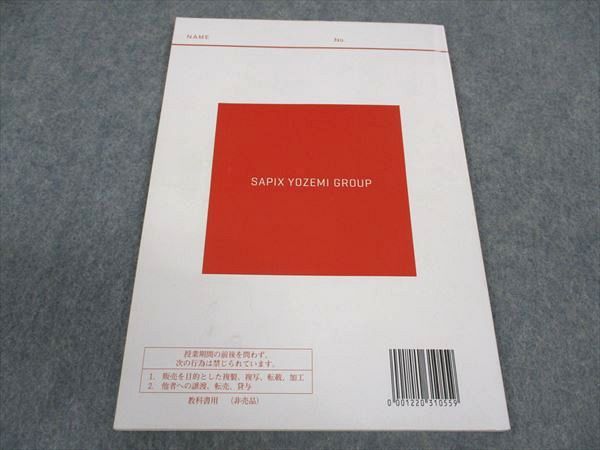 NAME No.
SAPIX YOZEMI GROUP
授業期間の前後を問わず、
次の行為は禁じられています。
1. 販売を目的とした複製、複写、転載、加工
2. 他者への譲渡、転売、貸与
教科書用 （非売品）
0 001220 310559